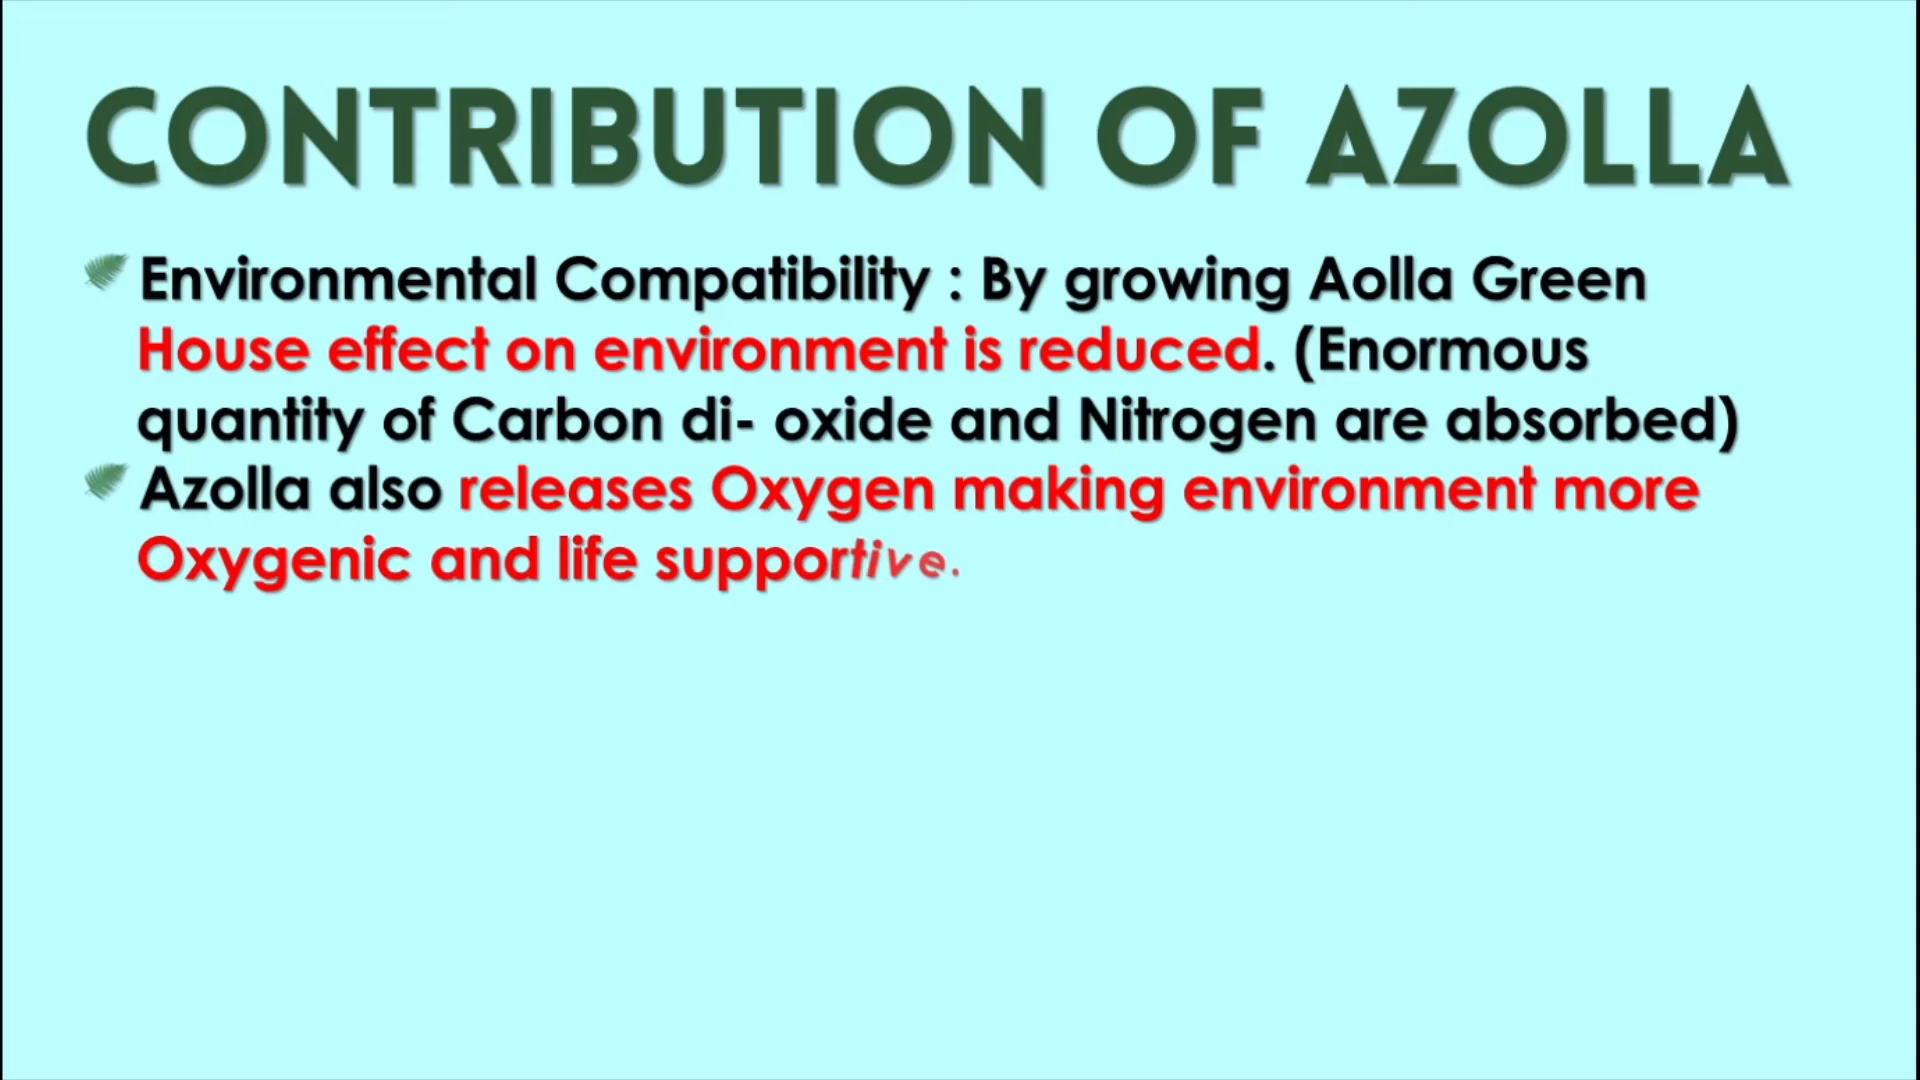 CONTRIBUTION OF AZOLLA
Environmental Compatibility : By growing Aolla Green
House effect on environment is reduced. (Enormous
quantity of Carbon di- oxide and Nitrogen are absorbed)
Azolla also releases Oxygen making environment more
Oxygenic and life supportive.